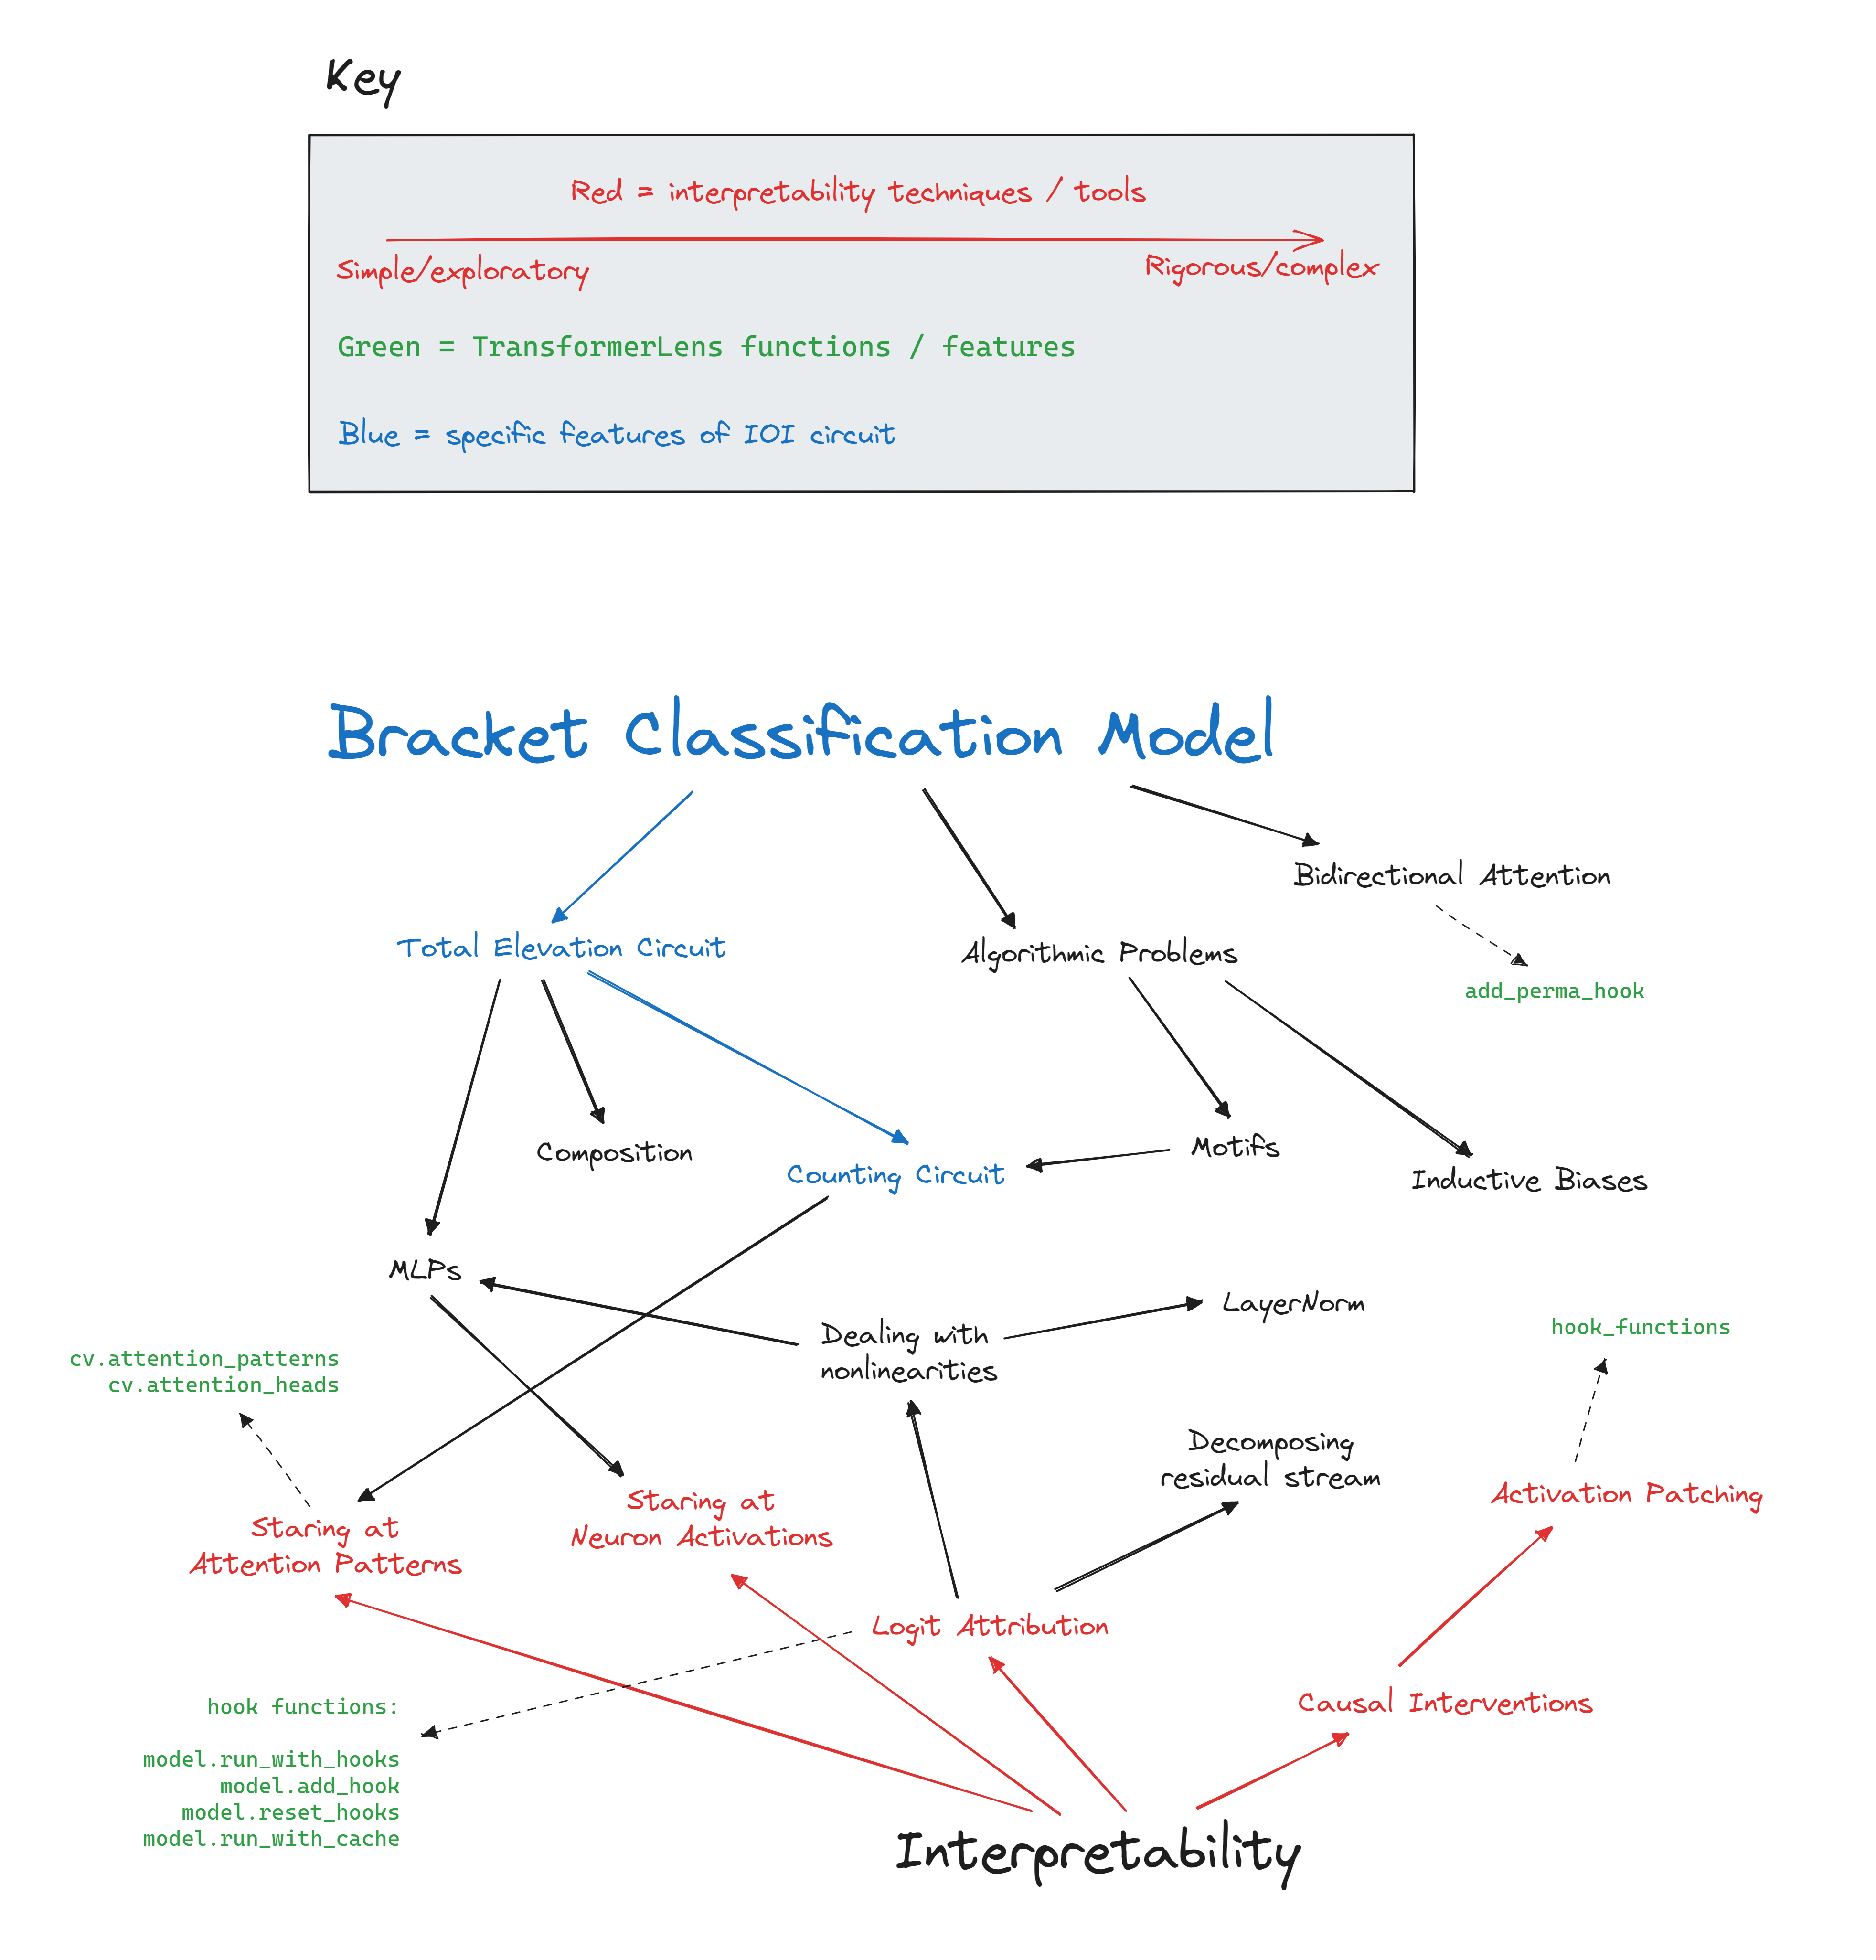 Key
Red = interpretability techniques / tools
Simple/exploratory
Rigorous/complex
Green = TransformerLens functions / features
Blue = specific features of IOI circuit
Bracket Classification Model
Bidirectional Attention
Total Elevation Circuit
Algorithmic Problems
add_perma_hook
Composition
Counting Circuit
Motifs
Inductive Biases
MLPs
Dealing with
nonlinearities
LayerNorm
hook_functions
cv.attention_patterns
cv.attention_heads
Decomposing
residual stream
Activation Patching
Staring at
Attention Patterns
Staring at
Neuron Activations
Logit Attribution
Causal Interventions
hook functions:
model.run_with_hooks
model.add_hook
model.reset_hooks
model.run_with_cache
Interpretability